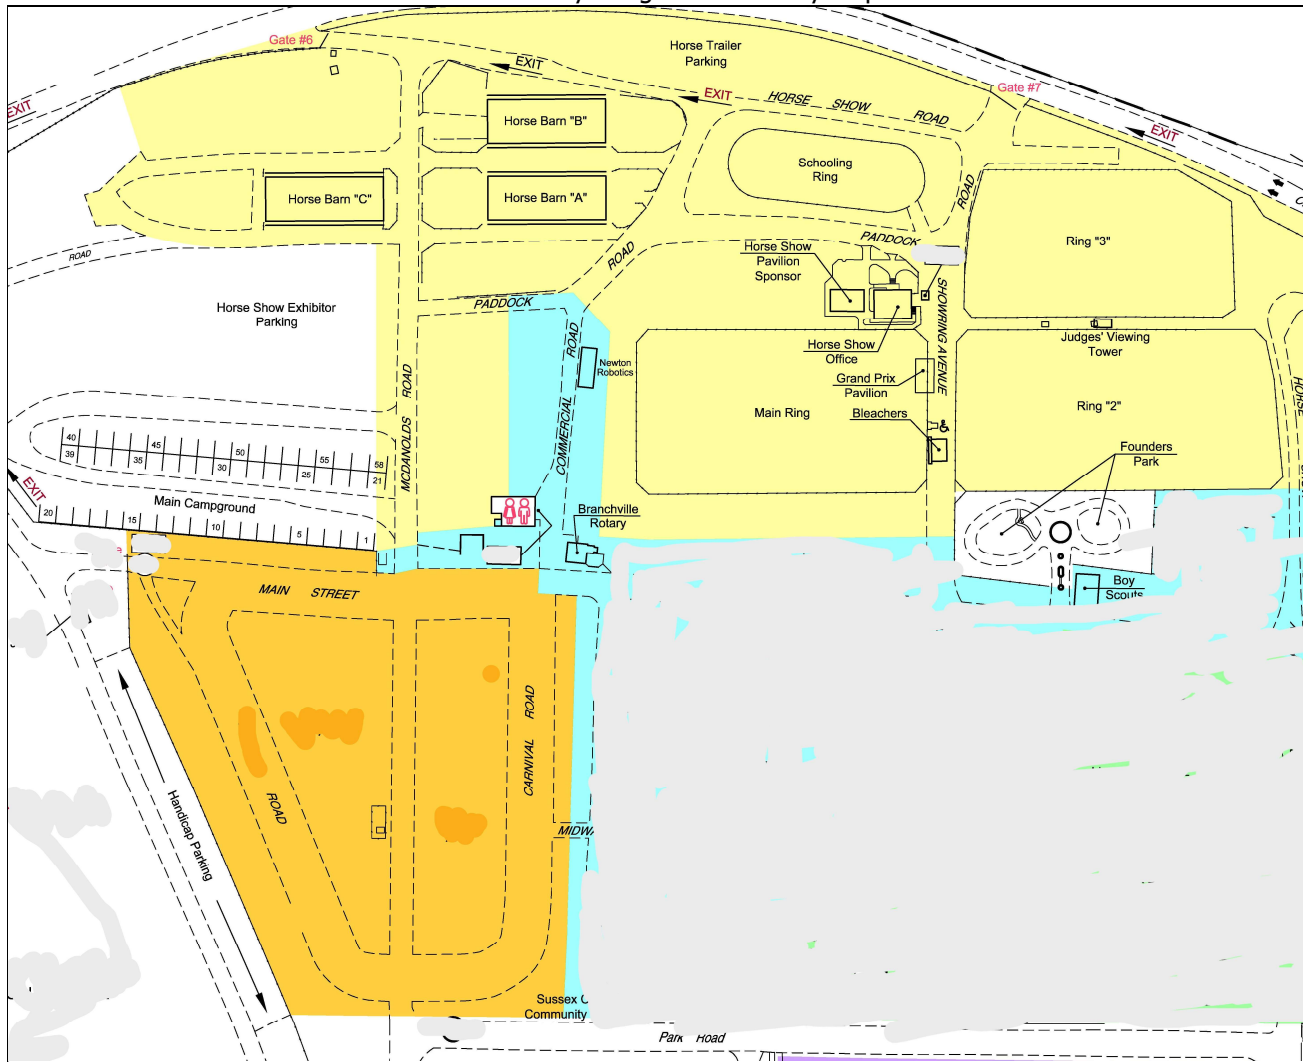 Gate #6
Horse Trailer
Parking
EXIT
EXIT
HORSE SHOW ROAD
Gate #7
EXIT
EXIT
Horse Barn "B"
Schooling
Ring
Horse Barn "C"
Horse Barn "A"
ROAD
PADDOCK
Ring "3"
ROAD
ROAD
Horse Show
Pavilion
Sponsor
Horse Show Exhibitor
Parking
PADDOCK
ROAD
SHOWRING AVENUE
Judges' Viewing
Tower
Horse Show
Office
Newton
Robotics
Grand Prix
Pavilion
MCDANOLDS ROAD
COMMERCIAL
Main Ring
Bleachers
Ring "2"
HORSE
40 45 50 55 58
39 35 30 25 21
Founders
Park
EXIT
Main Campground
20 15 10 5 1
Branchville
Rotary
Boy
Scouts
MAIN STREET
CARNIVAL ROAD
ROAD
Handicap Parking
MIDW
Sussex C
Community
Park Road